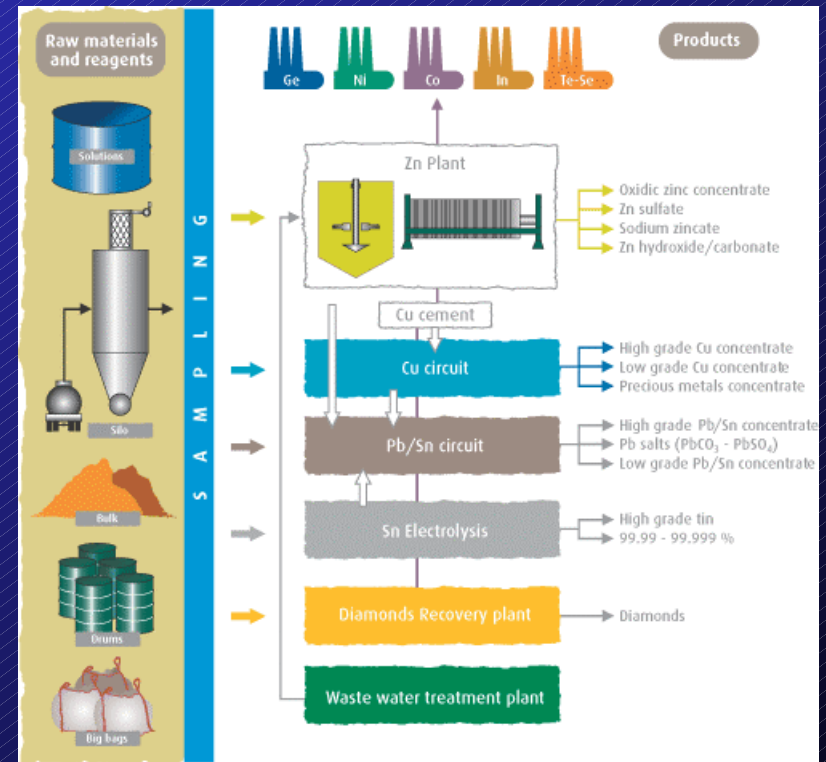 Raw materials
and reagents
Products
Ge
Ni
Co
In
Te-Se
Solutions
Silo
Bulk
Drums
Big bags
SAMPLING
Zn Plant
Oxidic zinc concentrate
Zn sulfate
Sodium zincate
Zn hydroxide/carbonate
Cu cement
Cu circuit
High grade Cu concentrate
Low grade Cu concentrate
Precious metals concentrate
Pb/Sn circuit
High grade Pb/Sn concentrate
Pb salts (PbCO₃ - PbSO₄)
Low grade Pb/Sn concentrate
Sn Electrolysis
High grade tin
99.99 - 99.999 %
Diamonds Recovery plant
Diamonds
Waste water treatment plant